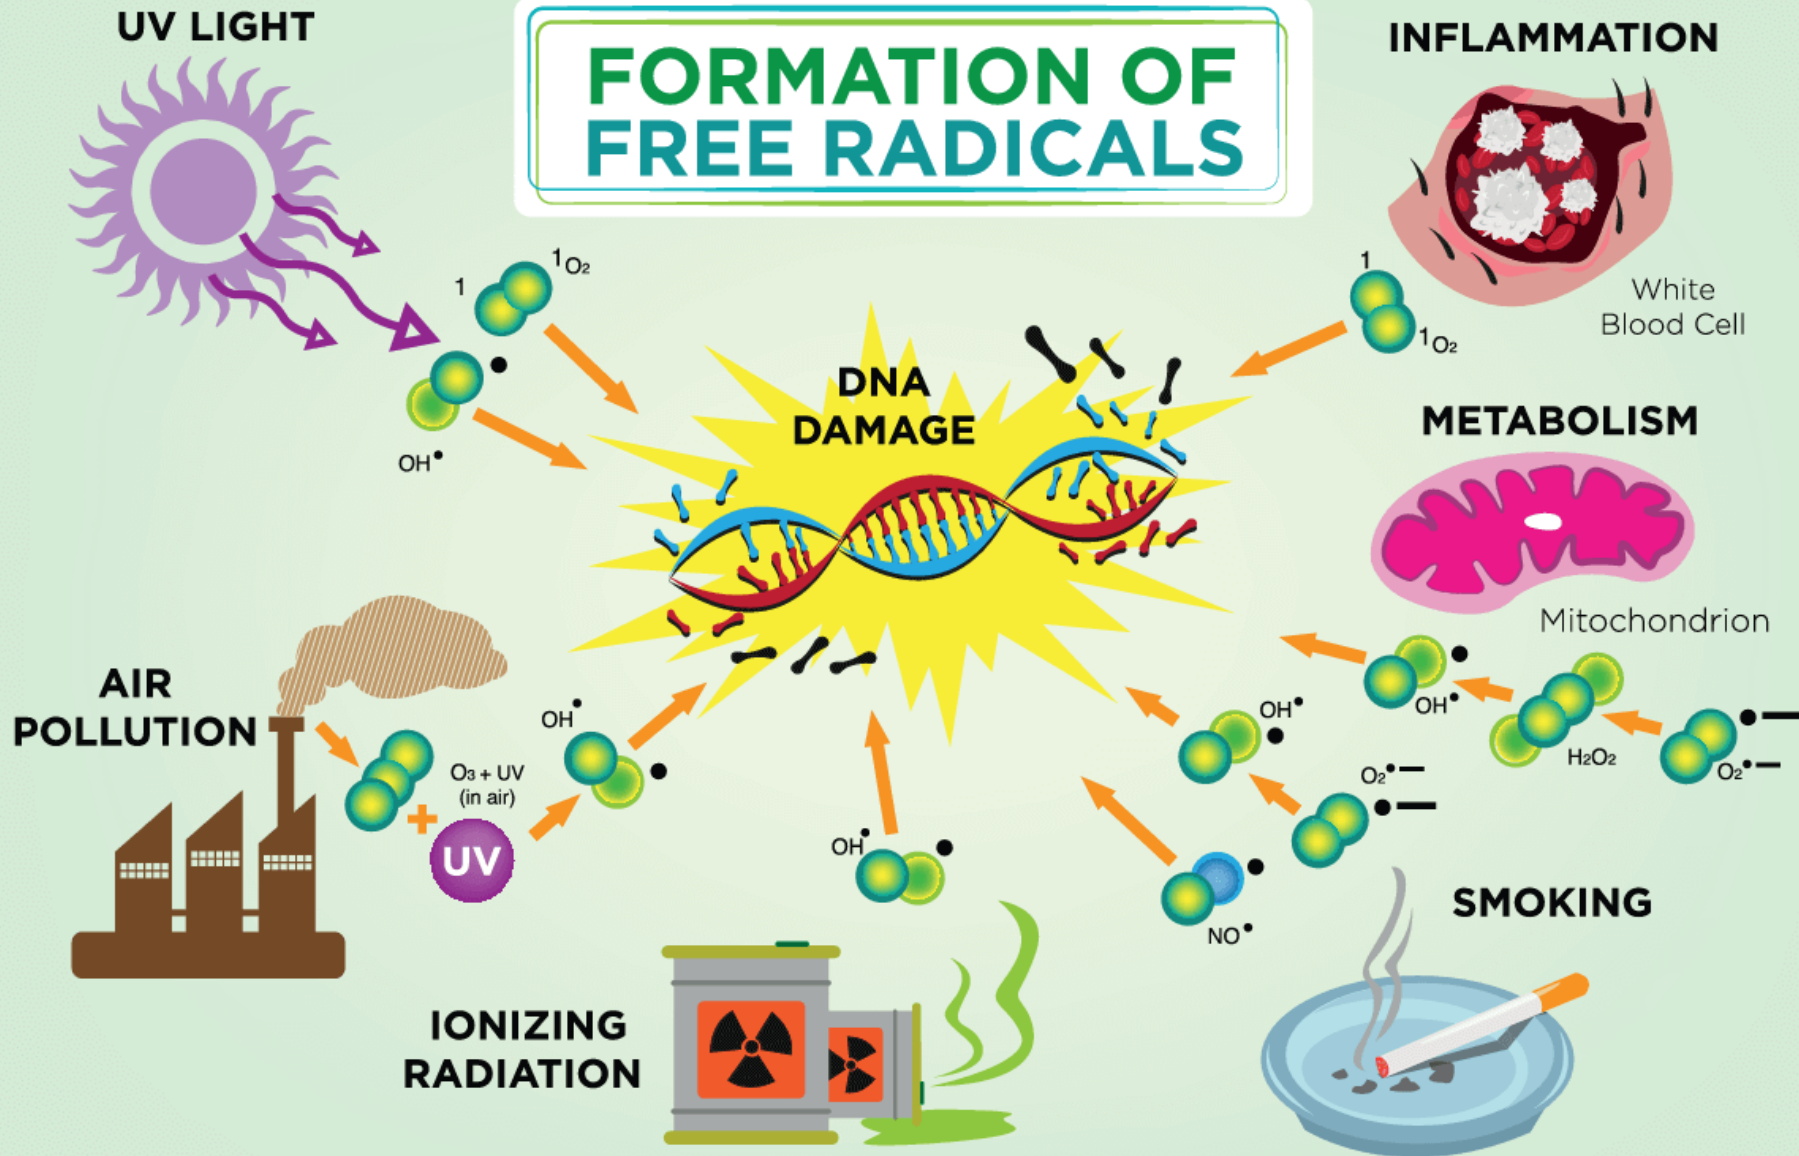 UV LIGHT
FORMATION OF
FREE RADICALS
INFLAMMATION
White
Blood Cell
1
¹O₂
OH•
1
¹O₂
DNA
DAMAGE
METABOLISM
Mitochondrion
OH•
H₂O₂
O₂•–
AIR
POLLUTION
O₃ + UV
(in air)
UV
OH•
OH•
IONIZING
RADIATION
OH•
O₂•–
NO•
SMOKING